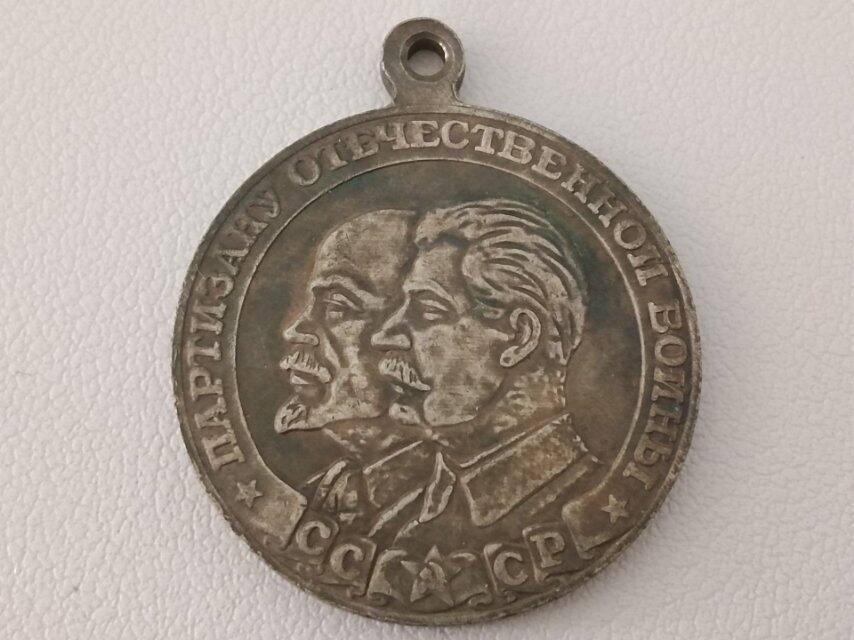 ПАРТИЗАНУ ОТЕЧЕСТВЕННОЙ ВОЙНЫ
СССР